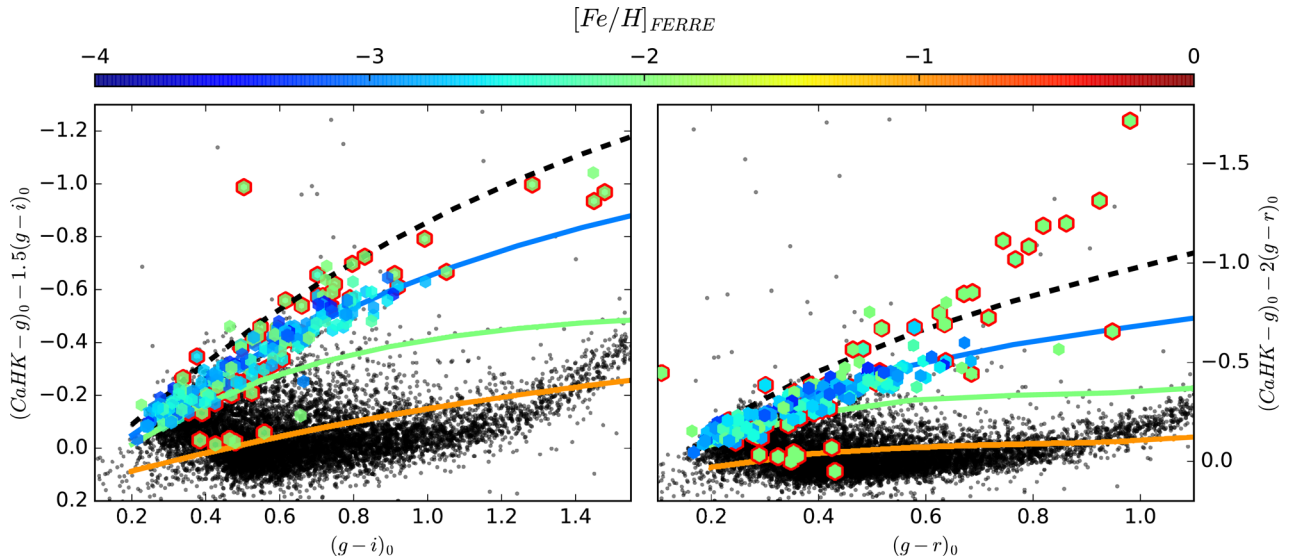 [Fe/H]FERRE
−4 −3 −2 −1 0
−1.2
−1.0
−0.8
−0.6
−0.4
−0.2
0.0
0.2
(CaHK − g)0 − 1.5(g − i)0
0.2 0.4 0.6 0.8 1.0 1.2 1.4
(g − i)0
-1.5
-1.0
-0.5
0.0
(CaHK − g)0 − 2(g − r)0
0.2 0.4 0.6 0.8 1.0
(g − r)0